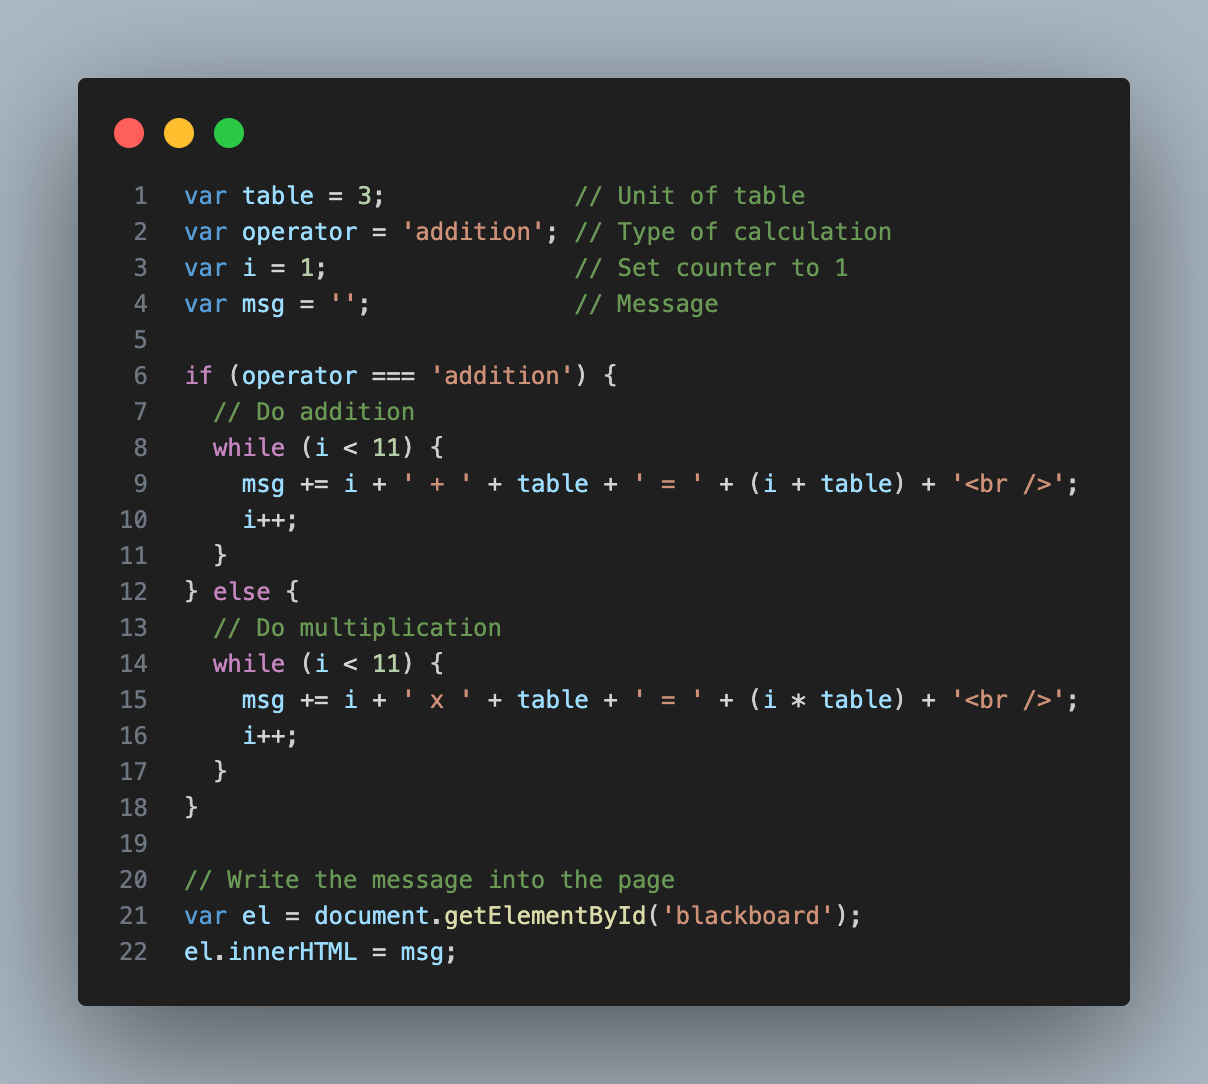 1 var table = 3;             // Unit of table
2 var operator = 'addition'; // Type of calculation
3 var i = 1;                 // Set counter to 1
4 var msg = '';              // Message
5
6 if (operator === 'addition') {
7   // Do addition
8   while (i < 11) {
9     msg += i + ' + ' + table + ' = ' + (i + table) + '<br />';
10     i++;
11   }
12 } else {
13   // Do multiplication
14   while (i < 11) {
15     msg += i + ' x ' + table + ' = ' + (i * table) + '<br />';
16     i++;
17   }
18 }
19
20 // Write the message into the page
21 var el = document.getElementById('blackboard');
22 el.innerHTML = msg;